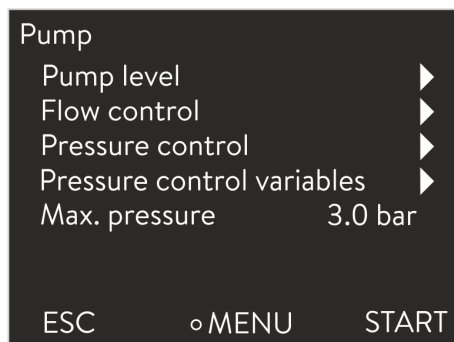 Pump
Pump level
Flow control
Pressure control
Pressure control variables
Max. pressure 3.0 bar
ESC ○ MENU START